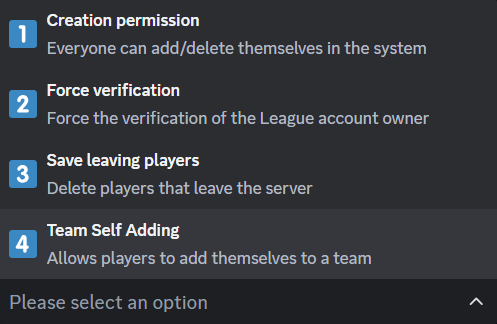 Creation permission
1
Everyone can add/delete themselves in the system
Force verification
2
Force the verification of the League account owner
Save leaving players
3
Delete players that leave the server
Team Self Adding
4
Allows players to add themselves to a team
Please select an option